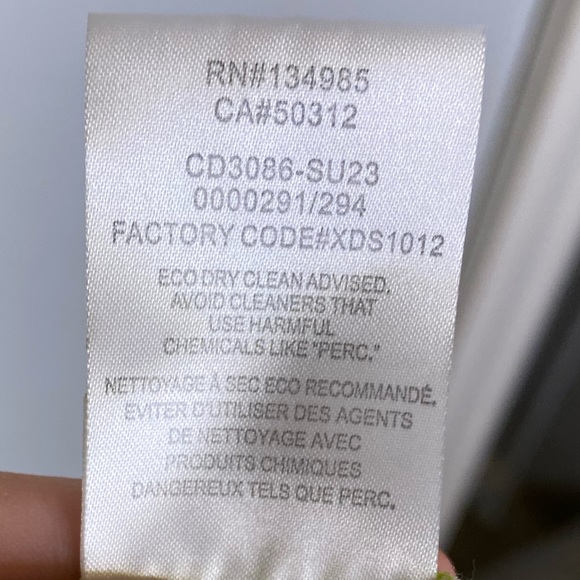 RN#134985
CA#50312
CD3086-SU23
0000291/294
FACTORY CODE#XDS1012
ECO DRY CLEAN ADVISED.
AVOID CLEANERS THAT
USE HARMFUL
CHEMICALS LIKE "PERC."
NETTOYAGE À SEC ECO RECOMMANDÉ.
EVITER D'UTILISER DES AGENTS
DE NETTOYAGE AVEC
PRODUITS CHIMIQUES
DANGEREUX TELS QUE PERC.